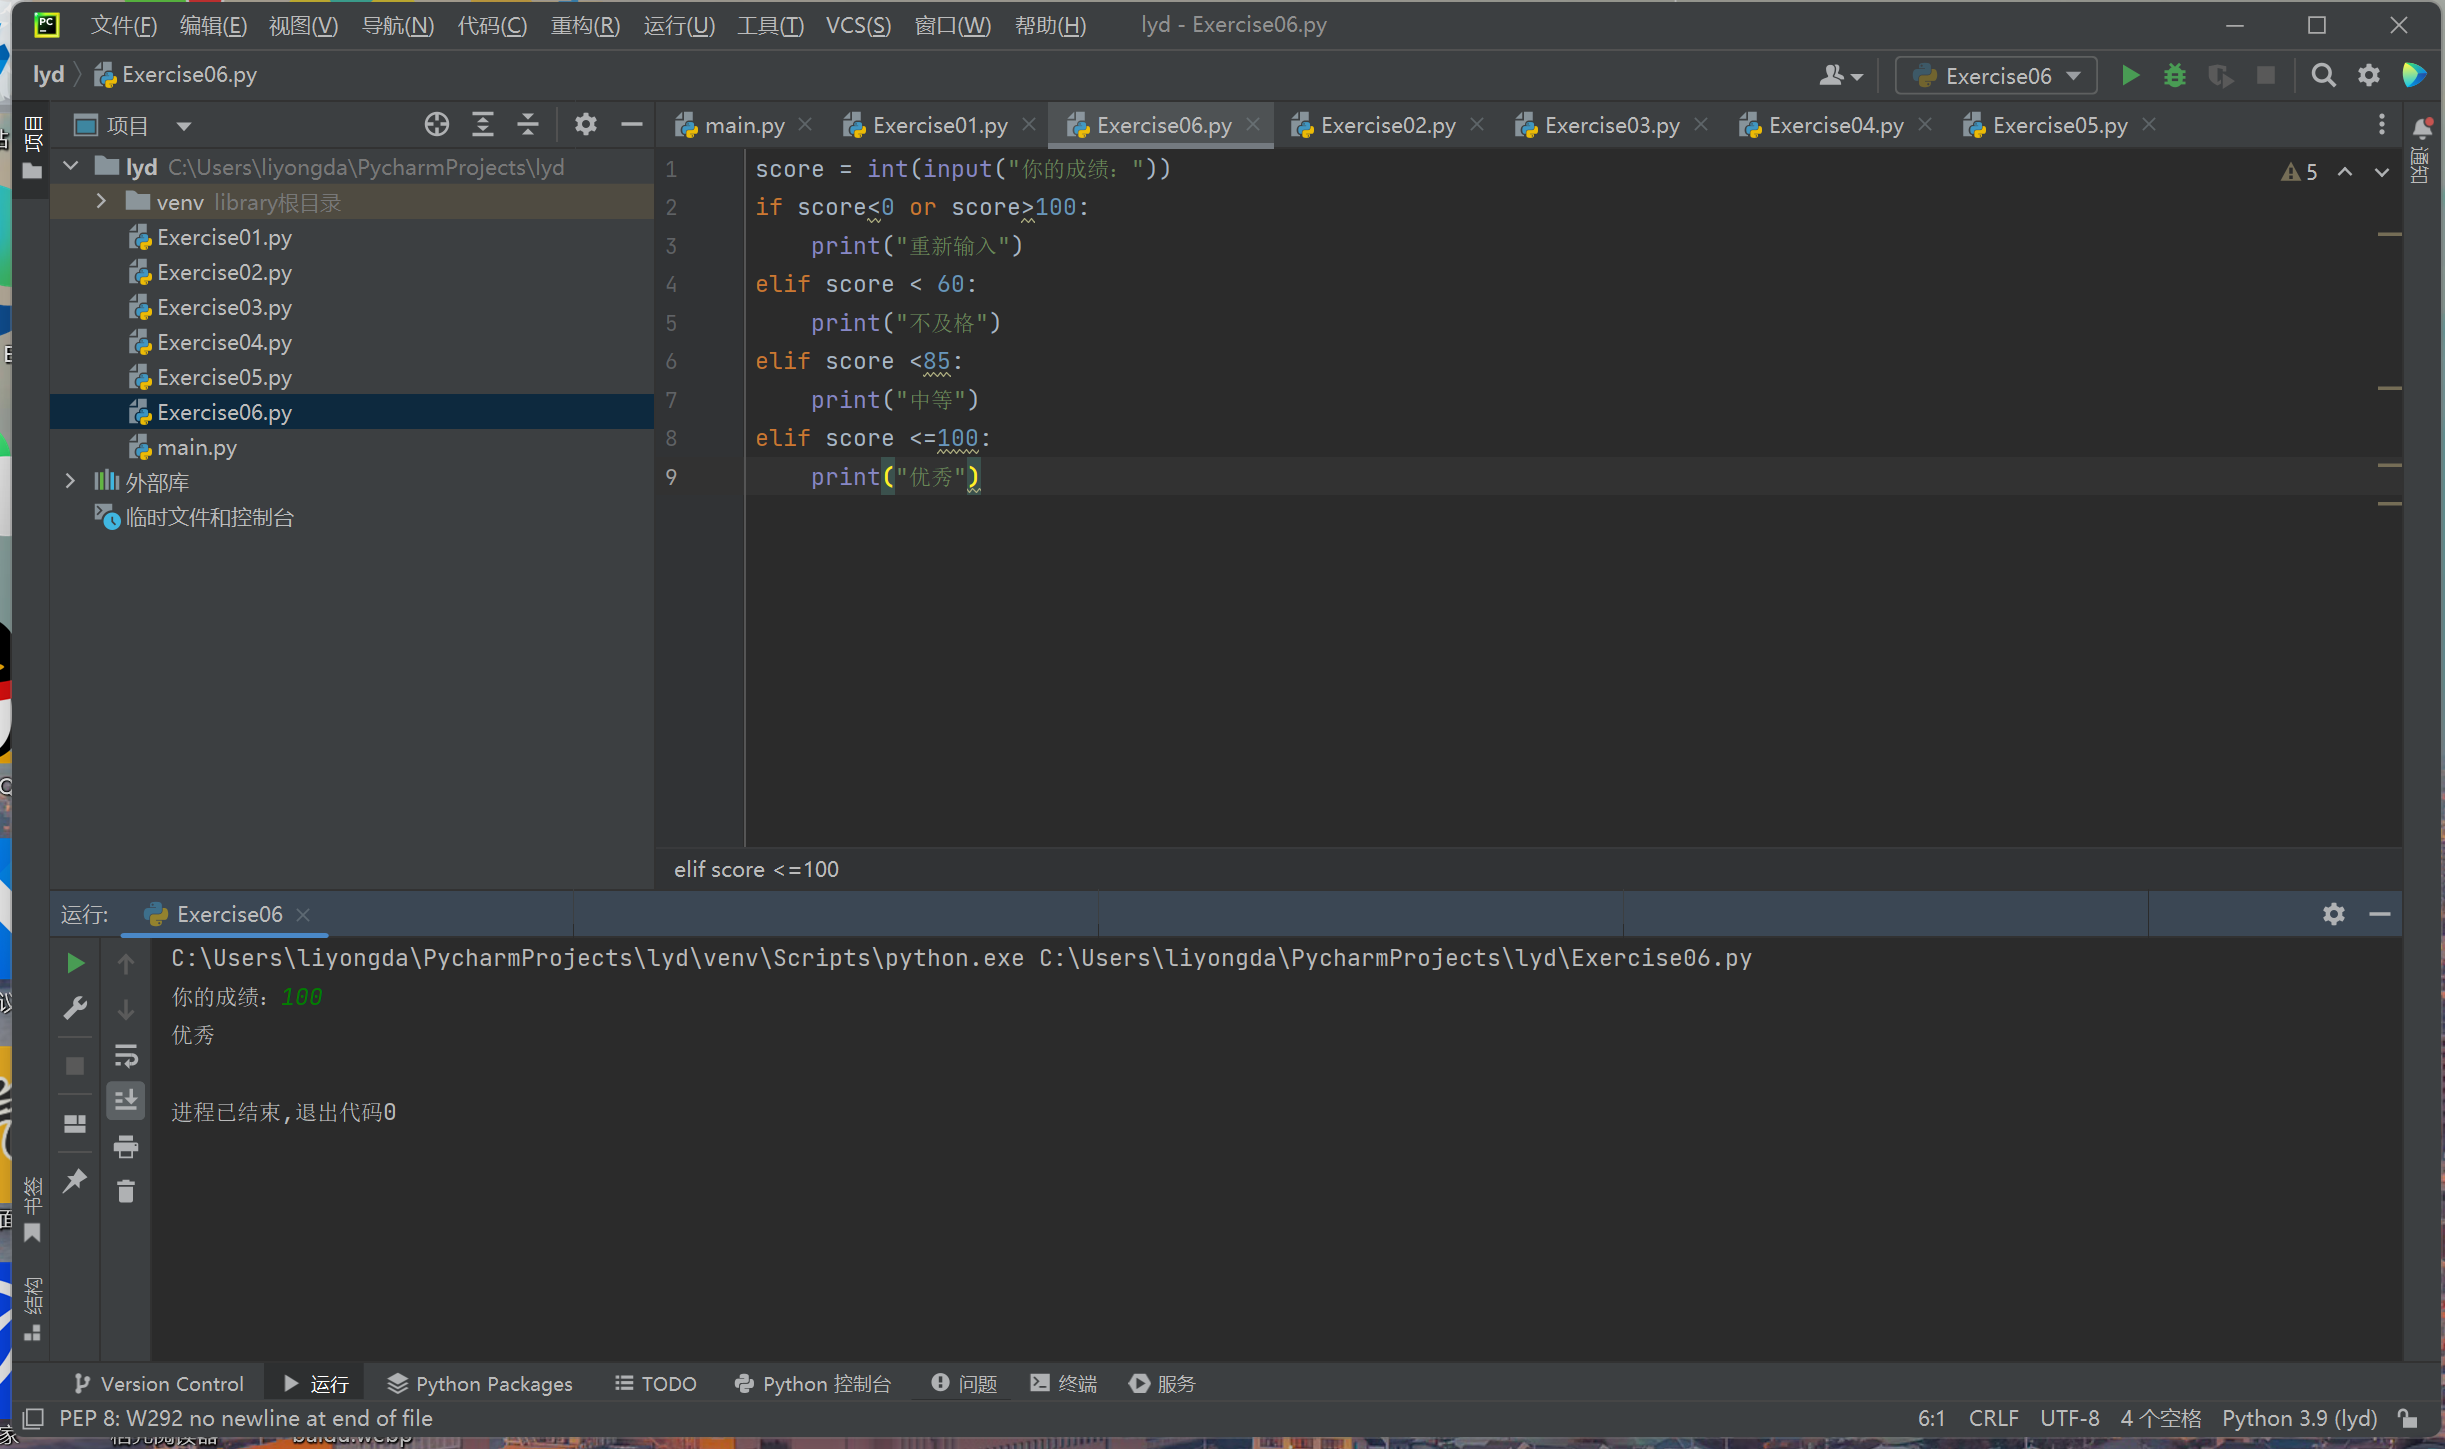 文件(F) 编辑(E) 视图(V) 导航(N) 代码(C) 重构(R) 运行(U) 工具(T) VCS(S) 窗口(W) 帮助(H) lyd - Exercise06.py
lyd Exercise06.py
Exercise06
项目
项目
main.py Exercise01.py Exercise06.py Exercise02.py Exercise03.py Exercise04.py Exercise05.py
通知
lyd C:\Users\liyongda\PycharmProjects\lyd
venv library根目录
Exercise01.py
Exercise02.py
Exercise03.py
Exercise04.py
Exercise05.py
Exercise06.py
main.py
外部库
临时文件和控制台
5
1 score = int(input("你的成绩："))
2 if score<0 or score>100:
3     print("重新输入")
4 elif score < 60:
5     print("不及格")
6 elif score <85:
7     print("中等")
8 elif score <=100:
9     print("优秀")
elif score <=100
运行: Exercise06
C:\Users\liyongda\PycharmProjects\lyd\venv\Scripts\python.exe C:\Users\liyongda\PycharmProjects\lyd\Exercise06.py
你的成绩：100
优秀
进程已结束,退出代码0
书签
结构
Version Control 运行 Python Packages TODO Python 控制台 问题 终端 服务
PEP 8: W292 no newline at end of file
6:1 CRLF UTF-8 4 个空格 Python 3.9 (lyd)